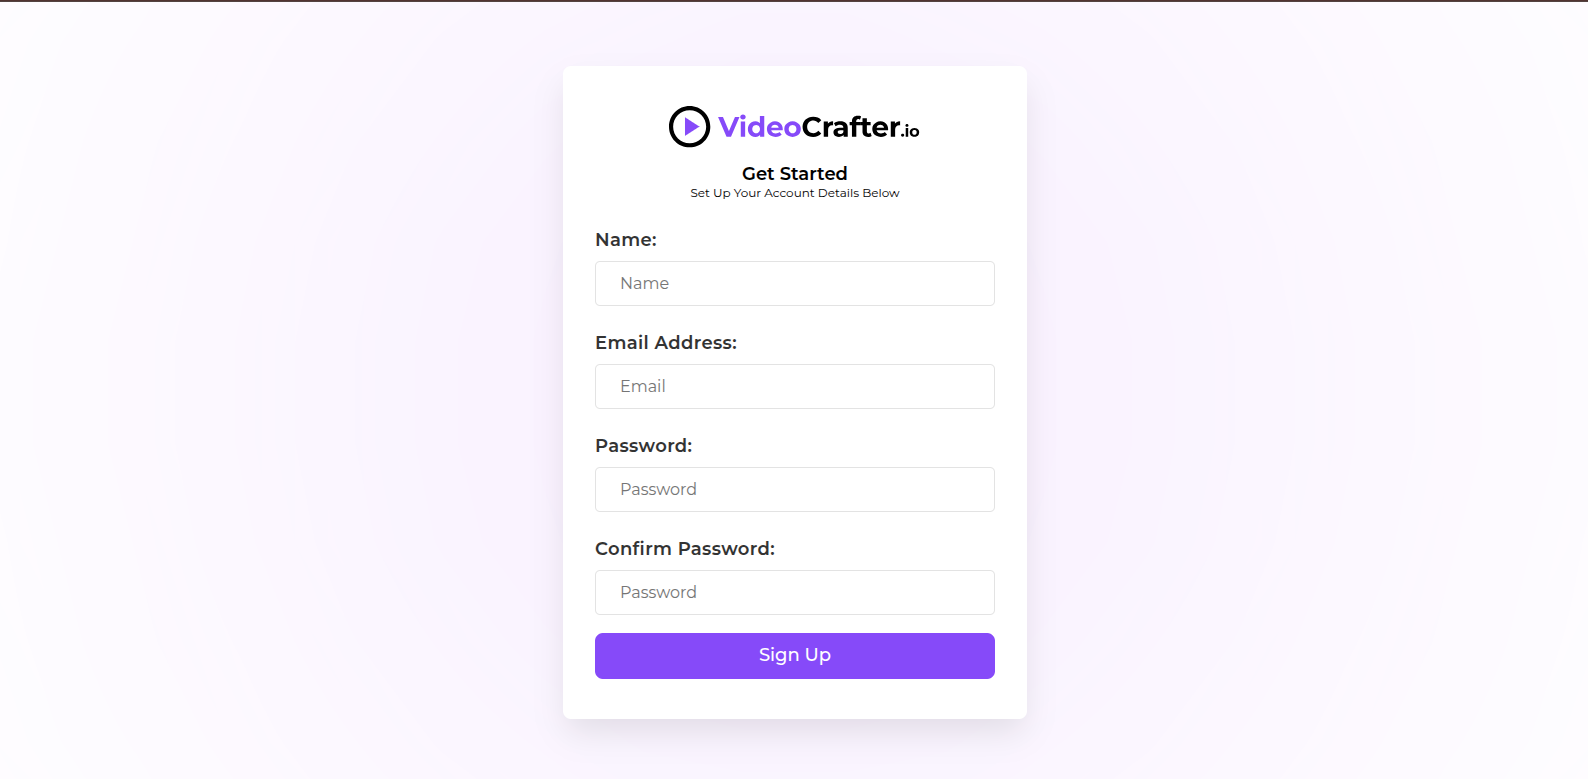 VideoCrafter.io
Get Started
Set Up Your Account Details Below
Name:
Name
Email Address:
Email
Password:
Password
Confirm Password:
Password
Sign Up